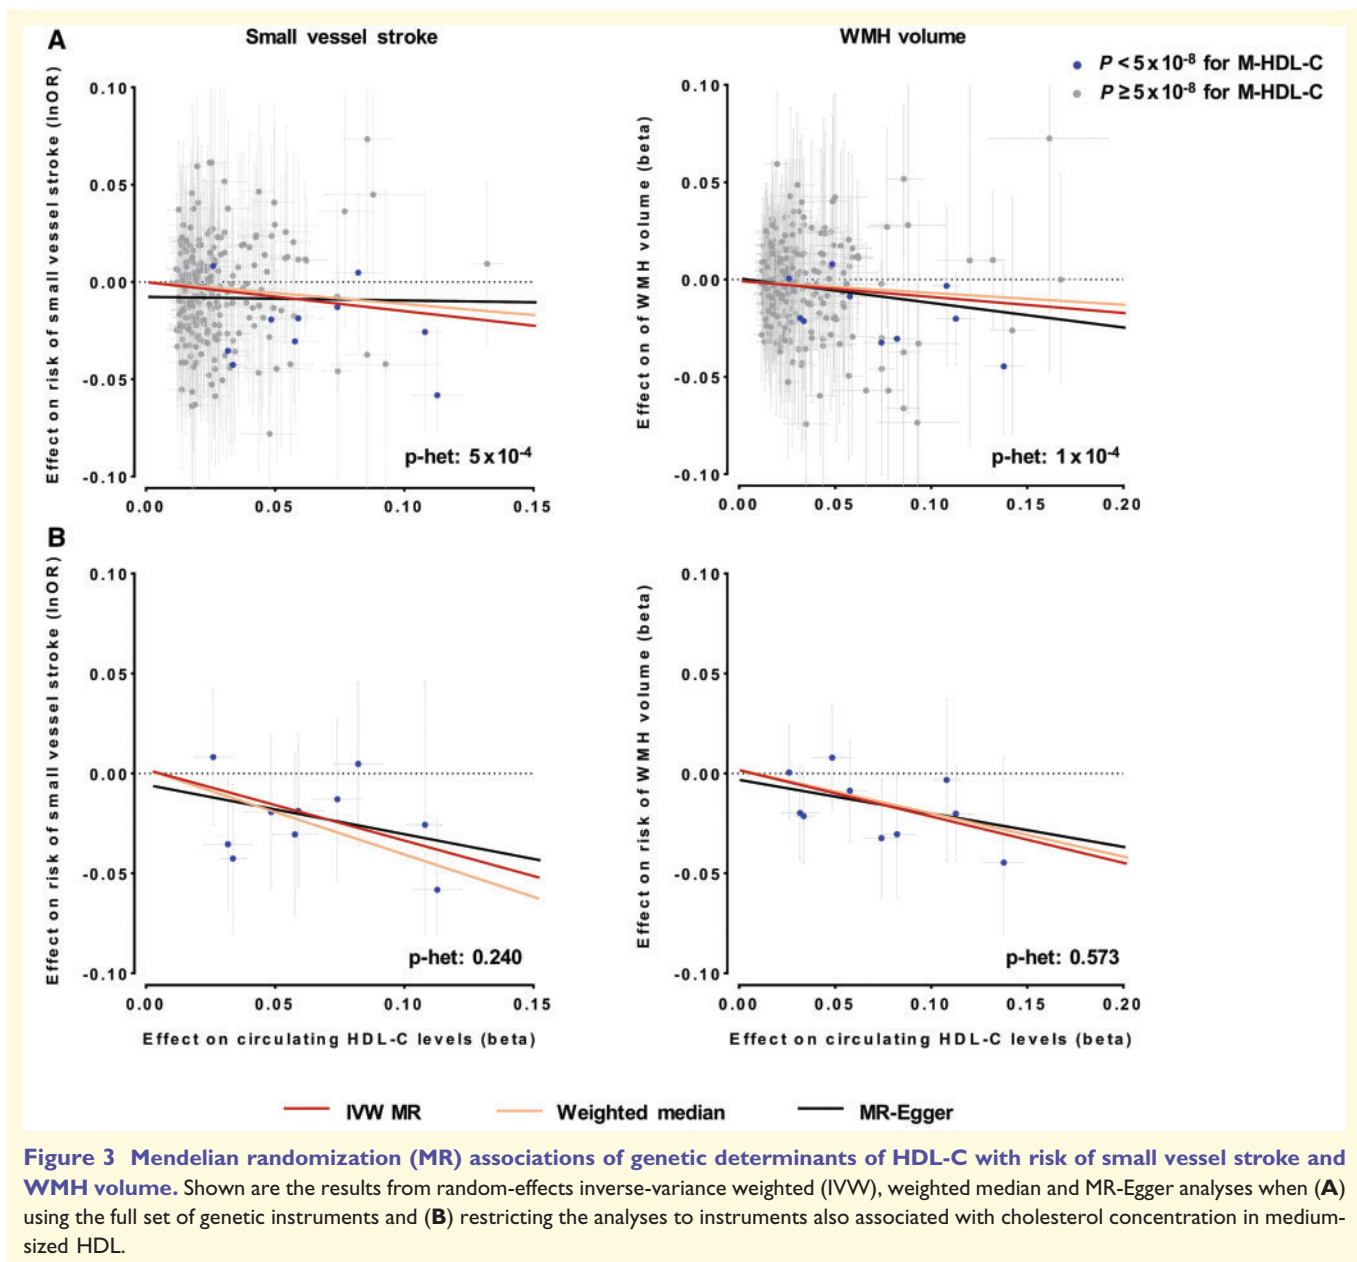 A
Small vessel stroke
WMH volume
P < 5 x 10-8 for M-HDL-C
P ≥ 5 x 10-8 for M-HDL-C
Effect on risk of small vessel stroke (lnOR)
0.10
0.05
0.00
-0.05
-0.10
p-het: 5 x 10-4
0.00 0.05 0.10 0.15
Effect of WMH volume (beta)
0.10
0.05
0.00
-0.05
-0.10
p-het: 1 x 10-4
0.00 0.05 0.10 0.15 0.20
B
Effect on risk of small vessel stroke (lnOR)
0.10
0.05
0.00
-0.05
-0.10
p-het: 0.240
0.00 0.05 0.10 0.15
Effect on circulating HDL-C levels (beta)
Effect on risk of WMH volume (beta)
0.10
0.05
0.00
-0.05
-0.10
p-het: 0.573
0.00 0.05 0.10 0.15 0.20
Effect on circulating HDL-C levels (beta)
IVW MR Weighted median MR-Egger
Figure 3 Mendelian randomization (MR) associations of genetic determinants of HDL-C with risk of small vessel stroke and
WMH volume. Shown are the results from random-effects inverse-variance weighted (IVW), weighted median and MR-Egger analyses when (A)
using the full set of genetic instruments and (B) restricting the analyses to instruments also associated with cholesterol concentration in medium-
sized HDL.